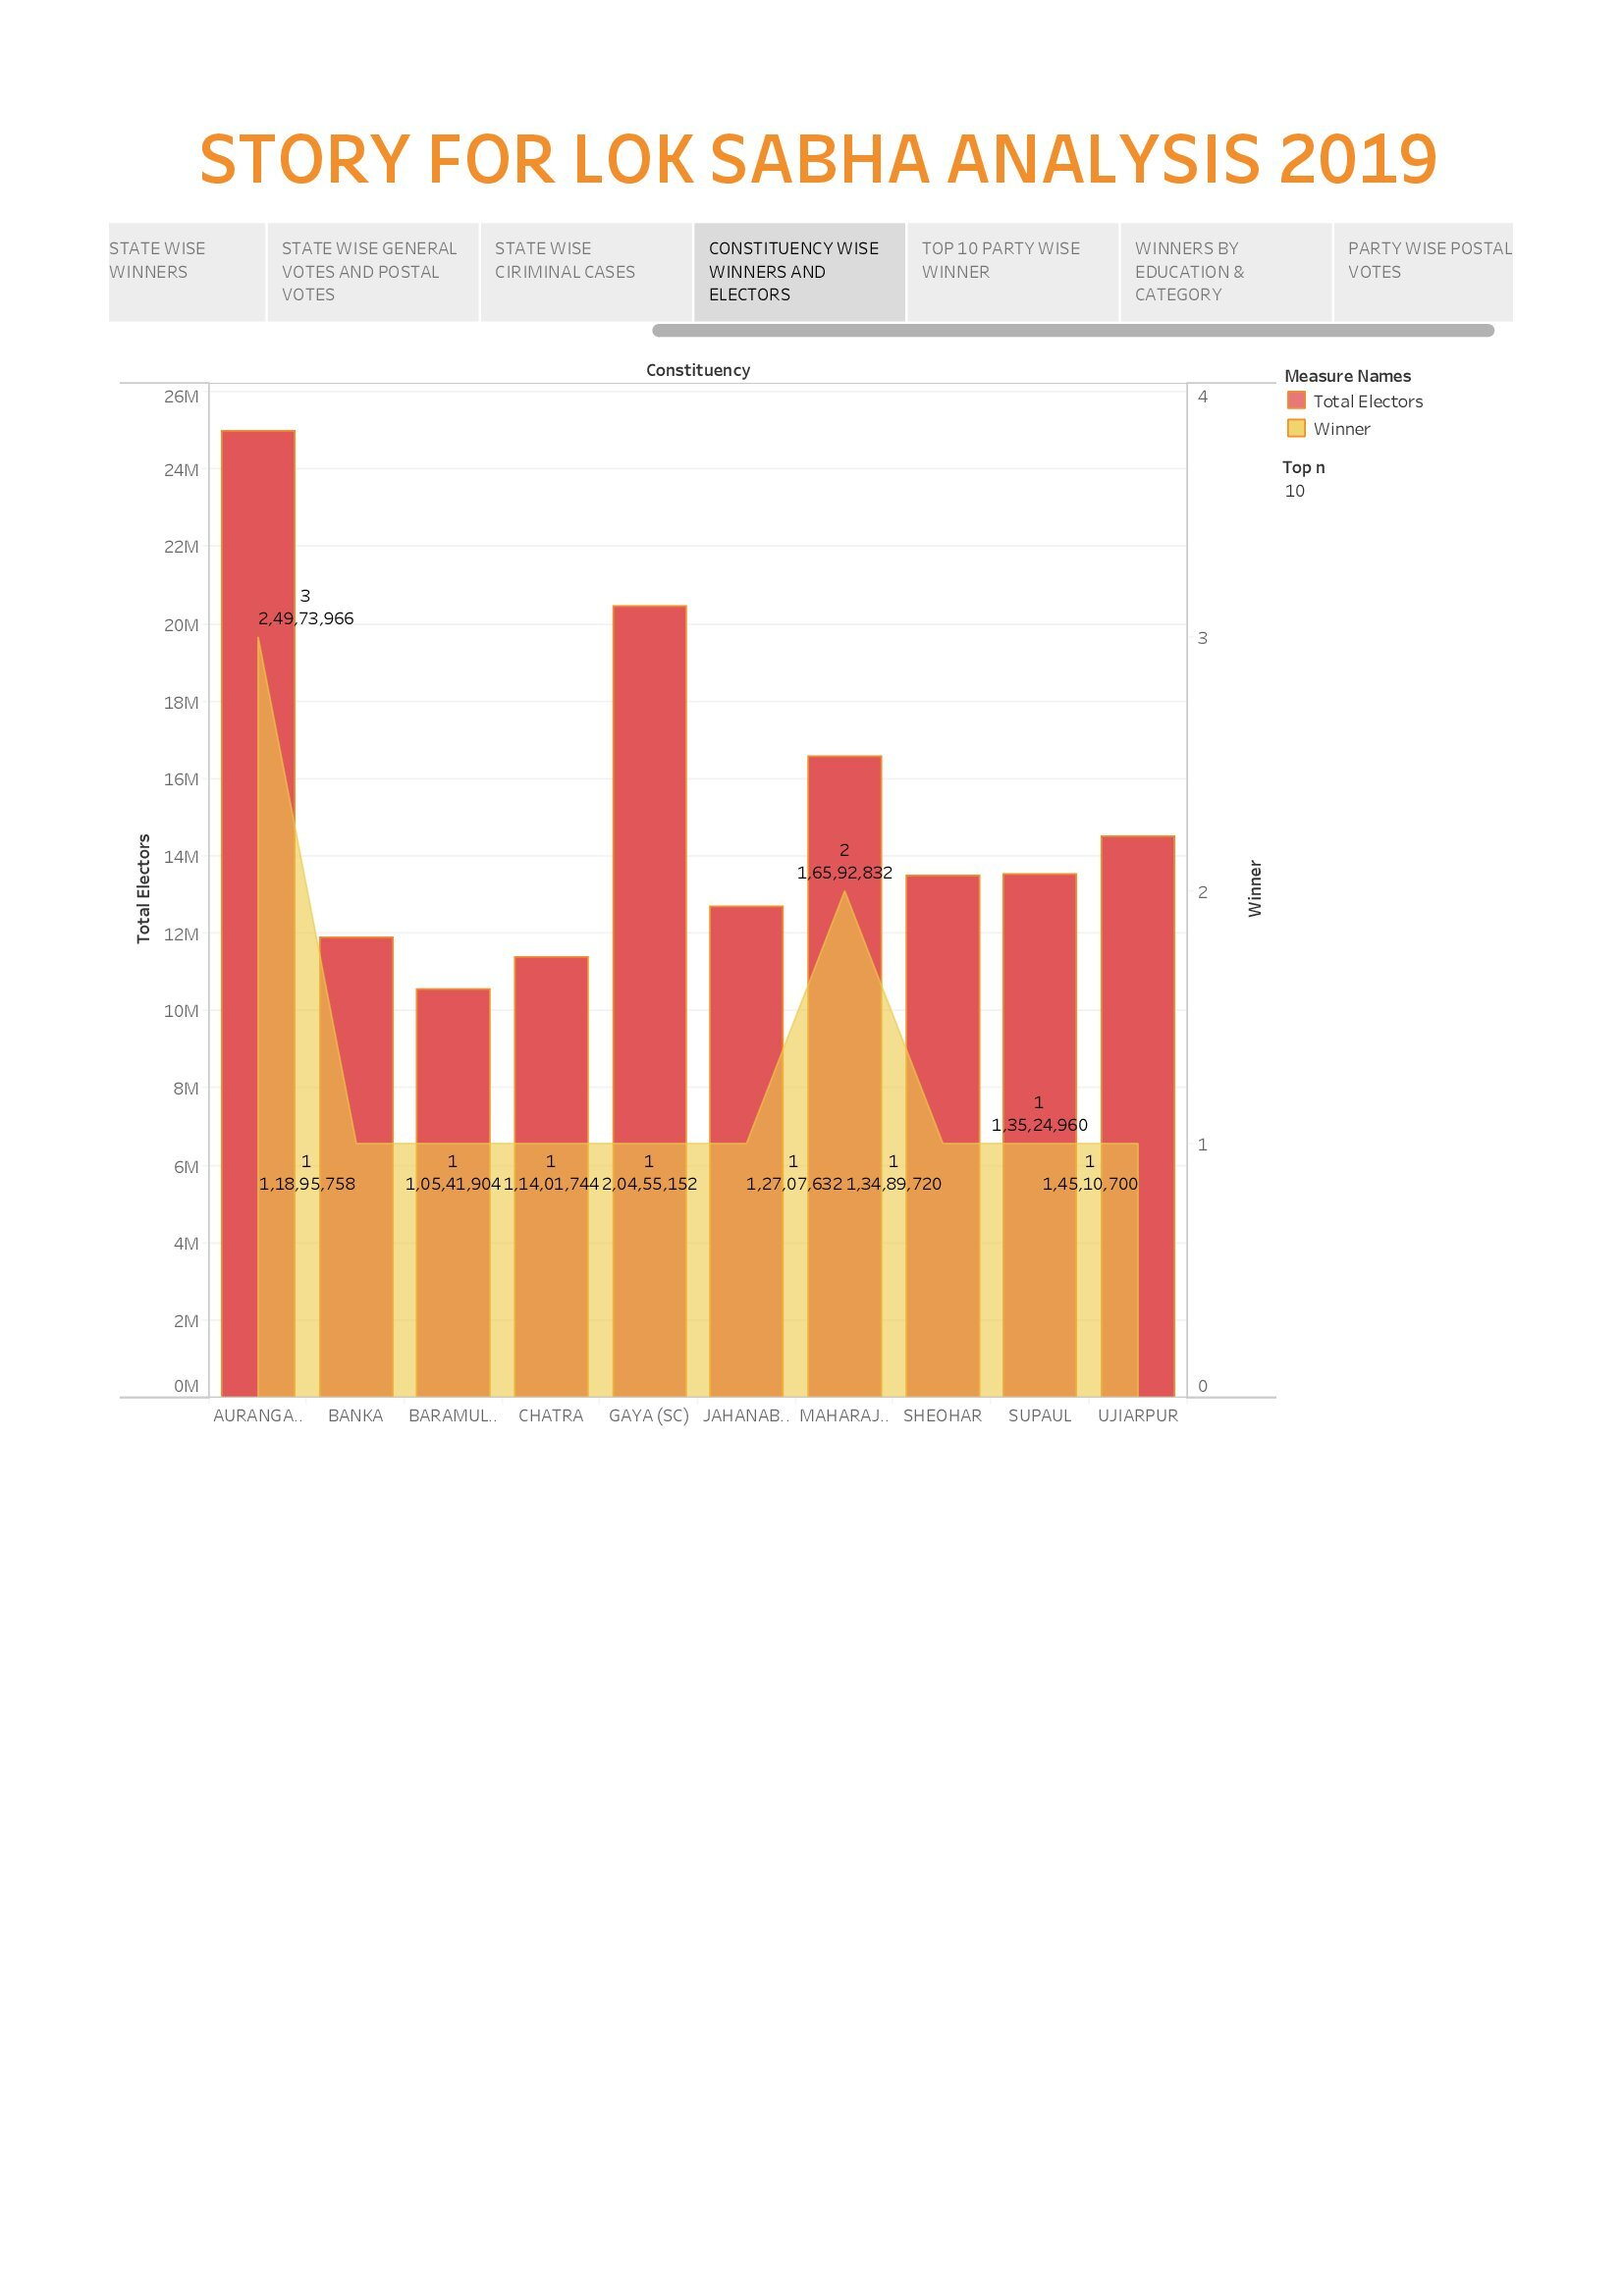 STORY FOR LOK SABHA ANALYSIS 2019
STATE WISE
WINNERS
STATE WISE GENERAL
VOTES AND POSTAL
VOTES
STATE WISE
CIRIMINAL CASES
CONSTITUENCY WISE
WINNERS AND
ELECTORS
TOP 10 PARTY WISE
WINNER
WINNERS BY
EDUCATION &
CATEGORY
PARTY WISE POSTAL
VOTES
Constituency
Measure Names
Total Electors
Winner
Top n
10
Total Electors
26M
24M
22M
20M
18M
16M
14M
12M
10M
8M
6M
4M
2M
0M
3
2,49,73,966
1
1,18,95,758
1
1,05,41,904
1
1,14,01,744
1
2,04,55,152
1
1,27,07,632
2
1,65,92,832
1
1,34,89,720
1
1,35,24,960
1
1,45,10,700
4
3
2
1
0
Winner
AURANGA..
BANKA
BARAMUL..
CHATRA
GAYA (SC)
JAHANAB..
MAHARAJ..
SHEOHAR
SUPAUL
UJIARPUR